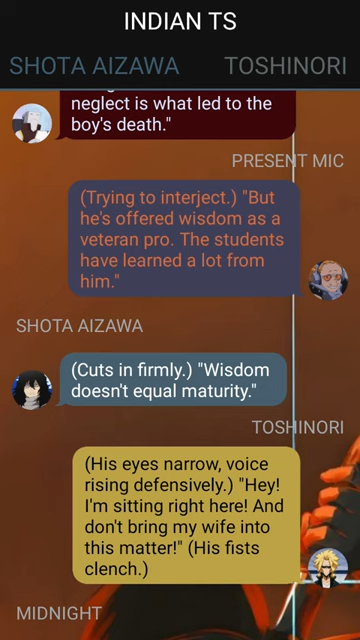 INDIAN TS
SHOTA AIZAWA TOSHINORI
neglect is what led to the
boy's death."
PRESENT MIC
(Trying to interject.) "But
he's offered wisdom as a
veteran pro. The students
have learned a lot from
him."
SHOTA AIZAWA
(Cuts in firmly.) "Wisdom
doesn't equal maturity."
TOSHINORI
(His eyes narrow, voice
rising defensively.) "Hey!
I'm sitting right here! And
don't bring my wife into
this matter!" (His fists
clench.)
MIDNIGHT